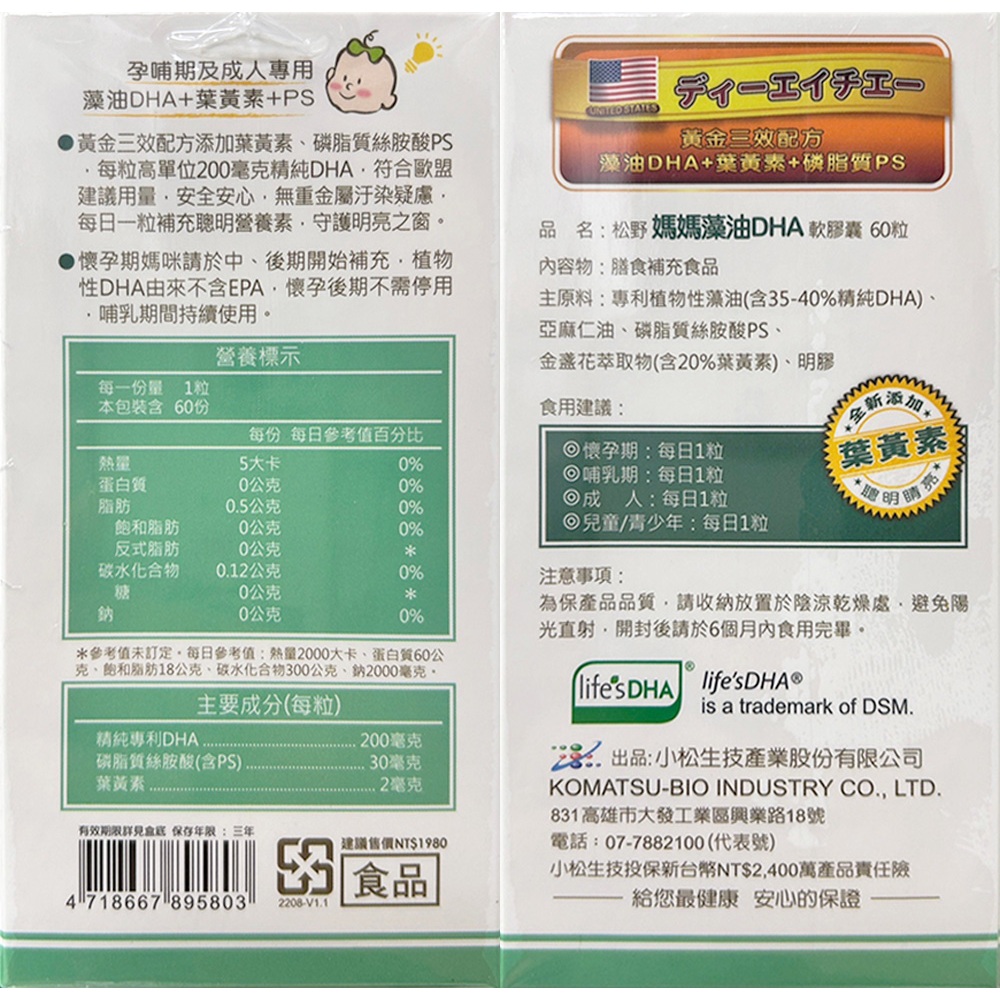 孕哺期及成人專用
藻油DHA+葉黃素+PS
●黃金三效配方添加葉黃素、磷脂質絲胺酸PS
，每粒高單位200毫克精純DHA，符合歐盟
建議用量，安全安心，無重金屬汙染疑慮，
每日一粒補充聰明營養素，守護明亮之窗。
●懷孕期媽咪請於中、後期開始補充，植物
性DHA由來不含EPA，懷孕後期不需停用
，哺乳期間持續使用。
營養標示
每一份量 1粒
本包裝含 60份
每份 每日參考值百分比
熱量 5大卡 0%
蛋白質 0公克 0%
脂肪 0.5公克 0%
飽和脂肪 0公克 0%
反式脂肪 0公克 *
碳水化合物 0.12公克 0%
糖 0公克 *
鈉 0公克 0%
*參考值未訂定。每日參考值：熱量2000大卡、蛋白質60公
克、飽和脂肪18公克、碳水化合物300公克、鈉2000毫克。
主要成分(每粒)
精純專利DHA 200毫克
磷脂質絲胺酸(含PS) 30毫克
葉黃素 2毫克
有效期限詳見盒底 保存年限：三年
4 718667 895803
2208-V1.1
建議售價NT$1980
食品
UNITED STATES
ディーエイチエー
黃金三效配方
藻油DHA+葉黃素+磷脂質PS
品 名：松野 媽媽藻油DHA 軟膠囊 60粒
內容物：膳食補充食品
主原料：專利植物性藻油(含35-40%精純DHA)、
亞麻仁油、磷脂質絲胺酸PS、
金盞花萃取物(含20%葉黃素)、明膠
食用建議：
◎懷孕期：每日1粒
◎哺乳期：每日1粒
◎成 人：每日1粒
◎兒童/青少年：每日1粒
全新添加
葉黃素
聰明睛亮
注意事項：
為保產品品質，請收納放置於陰涼乾燥處，避免陽
光直射，開封後請於6個月內食用完畢。
life'sDHA®
life'sDHA®
is a trademark of DSM.
出品:小松生技產業股份有限公司
KOMATSU-BIO INDUSTRY CO., LTD.
831高雄市大發工業區興業路18號
電話：07-7882100(代表號)
小松生技投保新台幣NT$2,400萬產品責任險
給您最健康 安心的保證